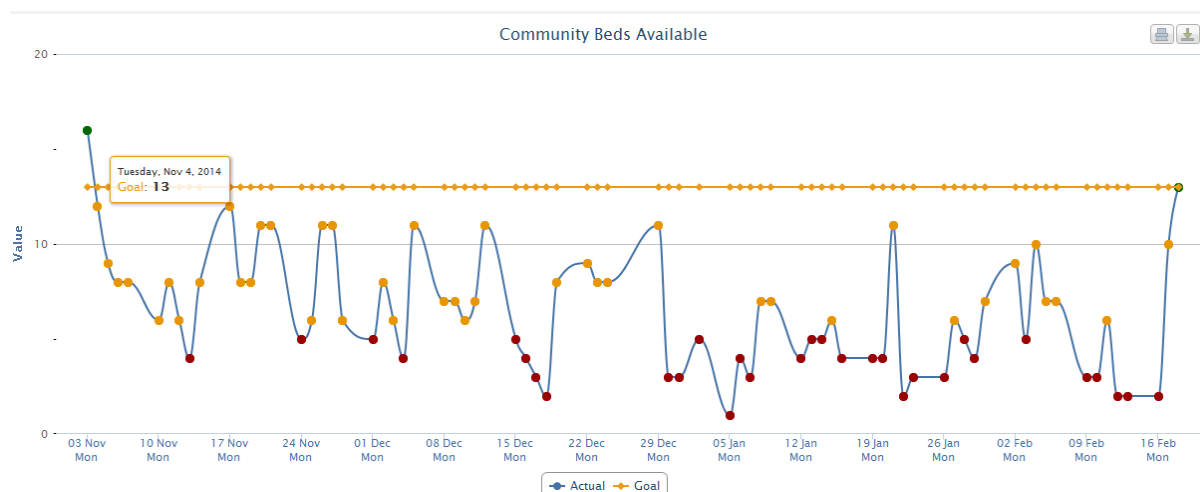 Community Beds Available
20
10
0
Value
Tuesday, Nov 4, 2014
Goal: 13
03 Nov
Mon
10 Nov
Mon
17 Nov
Mon
24 Nov
Mon
01 Dec
Mon
08 Dec
Mon
15 Dec
Mon
22 Dec
Mon
29 Dec
Mon
05 Jan
Mon
12 Jan
Mon
19 Jan
Mon
26 Jan
Mon
02 Feb
Mon
09 Feb
Mon
16 Feb
Mon
Actual Goal